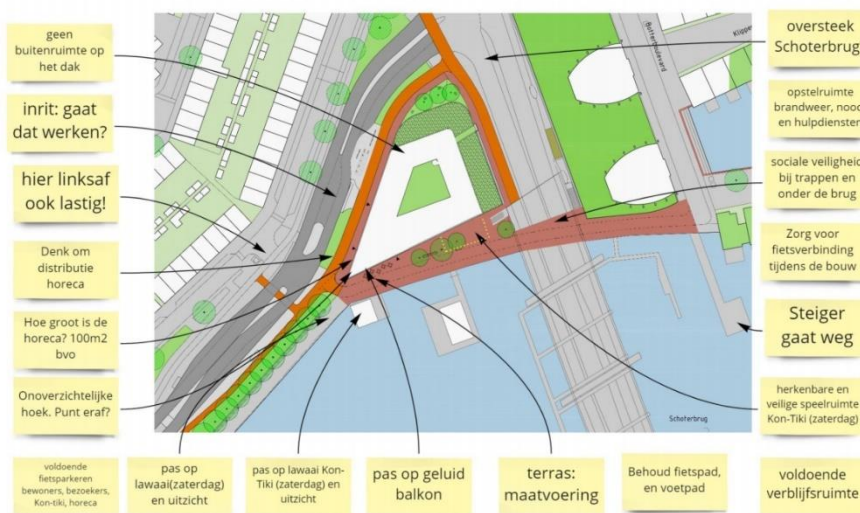 geen
buitenruimte op
het dak
inrit: gaat
dat werken?
hier linksaf
ook lastig!
Denk om
distributie
horeca
Hoe groot is de
horeca? 100m2
bvo
Onoverzichtelijke
hoek. Punt eraf?
voldoende
fietsparkeren
bewoners, bezoekers,
Kon-tiki, horeca
pas op
lawaai(zaterdag)
en uitzicht
pas op lawaai Kon-
Tiki (zaterdag) en
uitzicht
pas op geluid
balkon
terras:
maatvoering
Behoud fietspad,
en voetpad
voldoende
verblijfsruimte
oversteek
Schoterbrug
opstelruimte
brandweer, nood
en hulpdiensten
sociale veiligheid
bij trappen en
onder de brug
Zorg voor
fietsverbinding
tijdens de bouw
Steiger
gaat weg
herkenbare en
veilige speelruimte
Kon-Tiki (zaterdag)
Botterboulevard
Schoterbrug